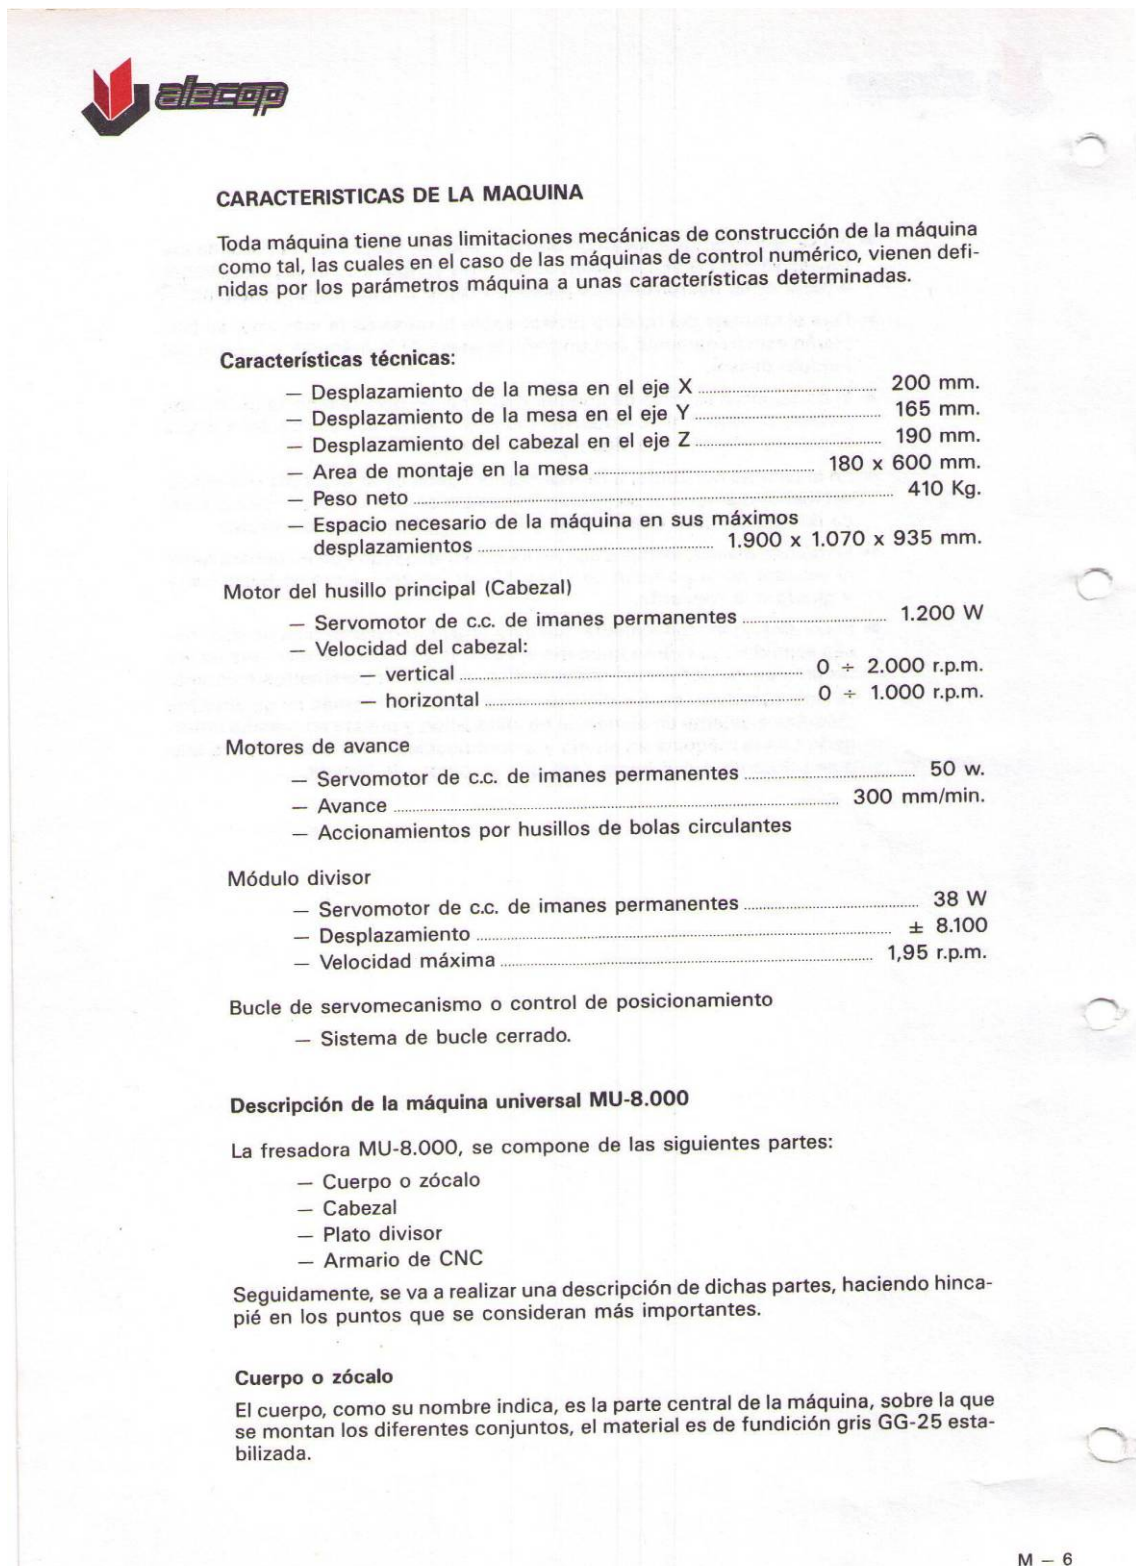 alecop
CARACTERISTICAS DE LA MAQUINA
Toda máquina tiene unas limitaciones mecánicas de construcción de la máquina
como tal, las cuales en el caso de las máquinas de control numérico, vienen defi-
nidas por los parámetros máquina a unas características determinadas.
Características técnicas:
— Desplazamiento de la mesa en el eje X ........ 200 mm.
— Desplazamiento de la mesa en el eje Y ........ 165 mm.
— Desplazamiento del cabezal en el eje Z ........ 190 mm.
— Area de montaje en la mesa ........ 180 x 600 mm.
— Peso neto ........ 410 Kg.
— Espacio necesario de la máquina en sus máximos
desplazamientos ........ 1.900 x 1.070 x 935 mm.
Motor del husillo principal (Cabezal)
— Servomotor de c.c. de imanes permanentes ........ 1.200 W
— Velocidad del cabezal:
— vertical ........ 0 ÷ 2.000 r.p.m.
— horizontal ........ 0 ÷ 1.000 r.p.m.
Motores de avance
— Servomotor de c.c. de imanes permanentes ........ 50 w.
— Avance ........ 300 mm/min.
— Accionamientos por husillos de bolas circulantes
Módulo divisor
— Servomotor de c.c. de imanes permanentes ........ 38 W
— Desplazamiento ........ ± 8.100
— Velocidad máxima ........ 1,95 r.p.m.
Bucle de servomecanismo o control de posicionamiento
— Sistema de bucle cerrado.
Descripción de la máquina universal MU-8.000
La fresadora MU-8.000, se compone de las siguientes partes:
— Cuerpo o zócalo
— Cabezal
— Plato divisor
— Armario de CNC
Seguidamente, se va a realizar una descripción de dichas partes, haciendo hinca-
pié en los puntos que se consideran más importantes.
Cuerpo o zócalo
El cuerpo, como su nombre indica, es la parte central de la máquina, sobre la que
se montan los diferentes conjuntos, el material es de fundición gris GG-25 esta-
bilizada.
M – 6